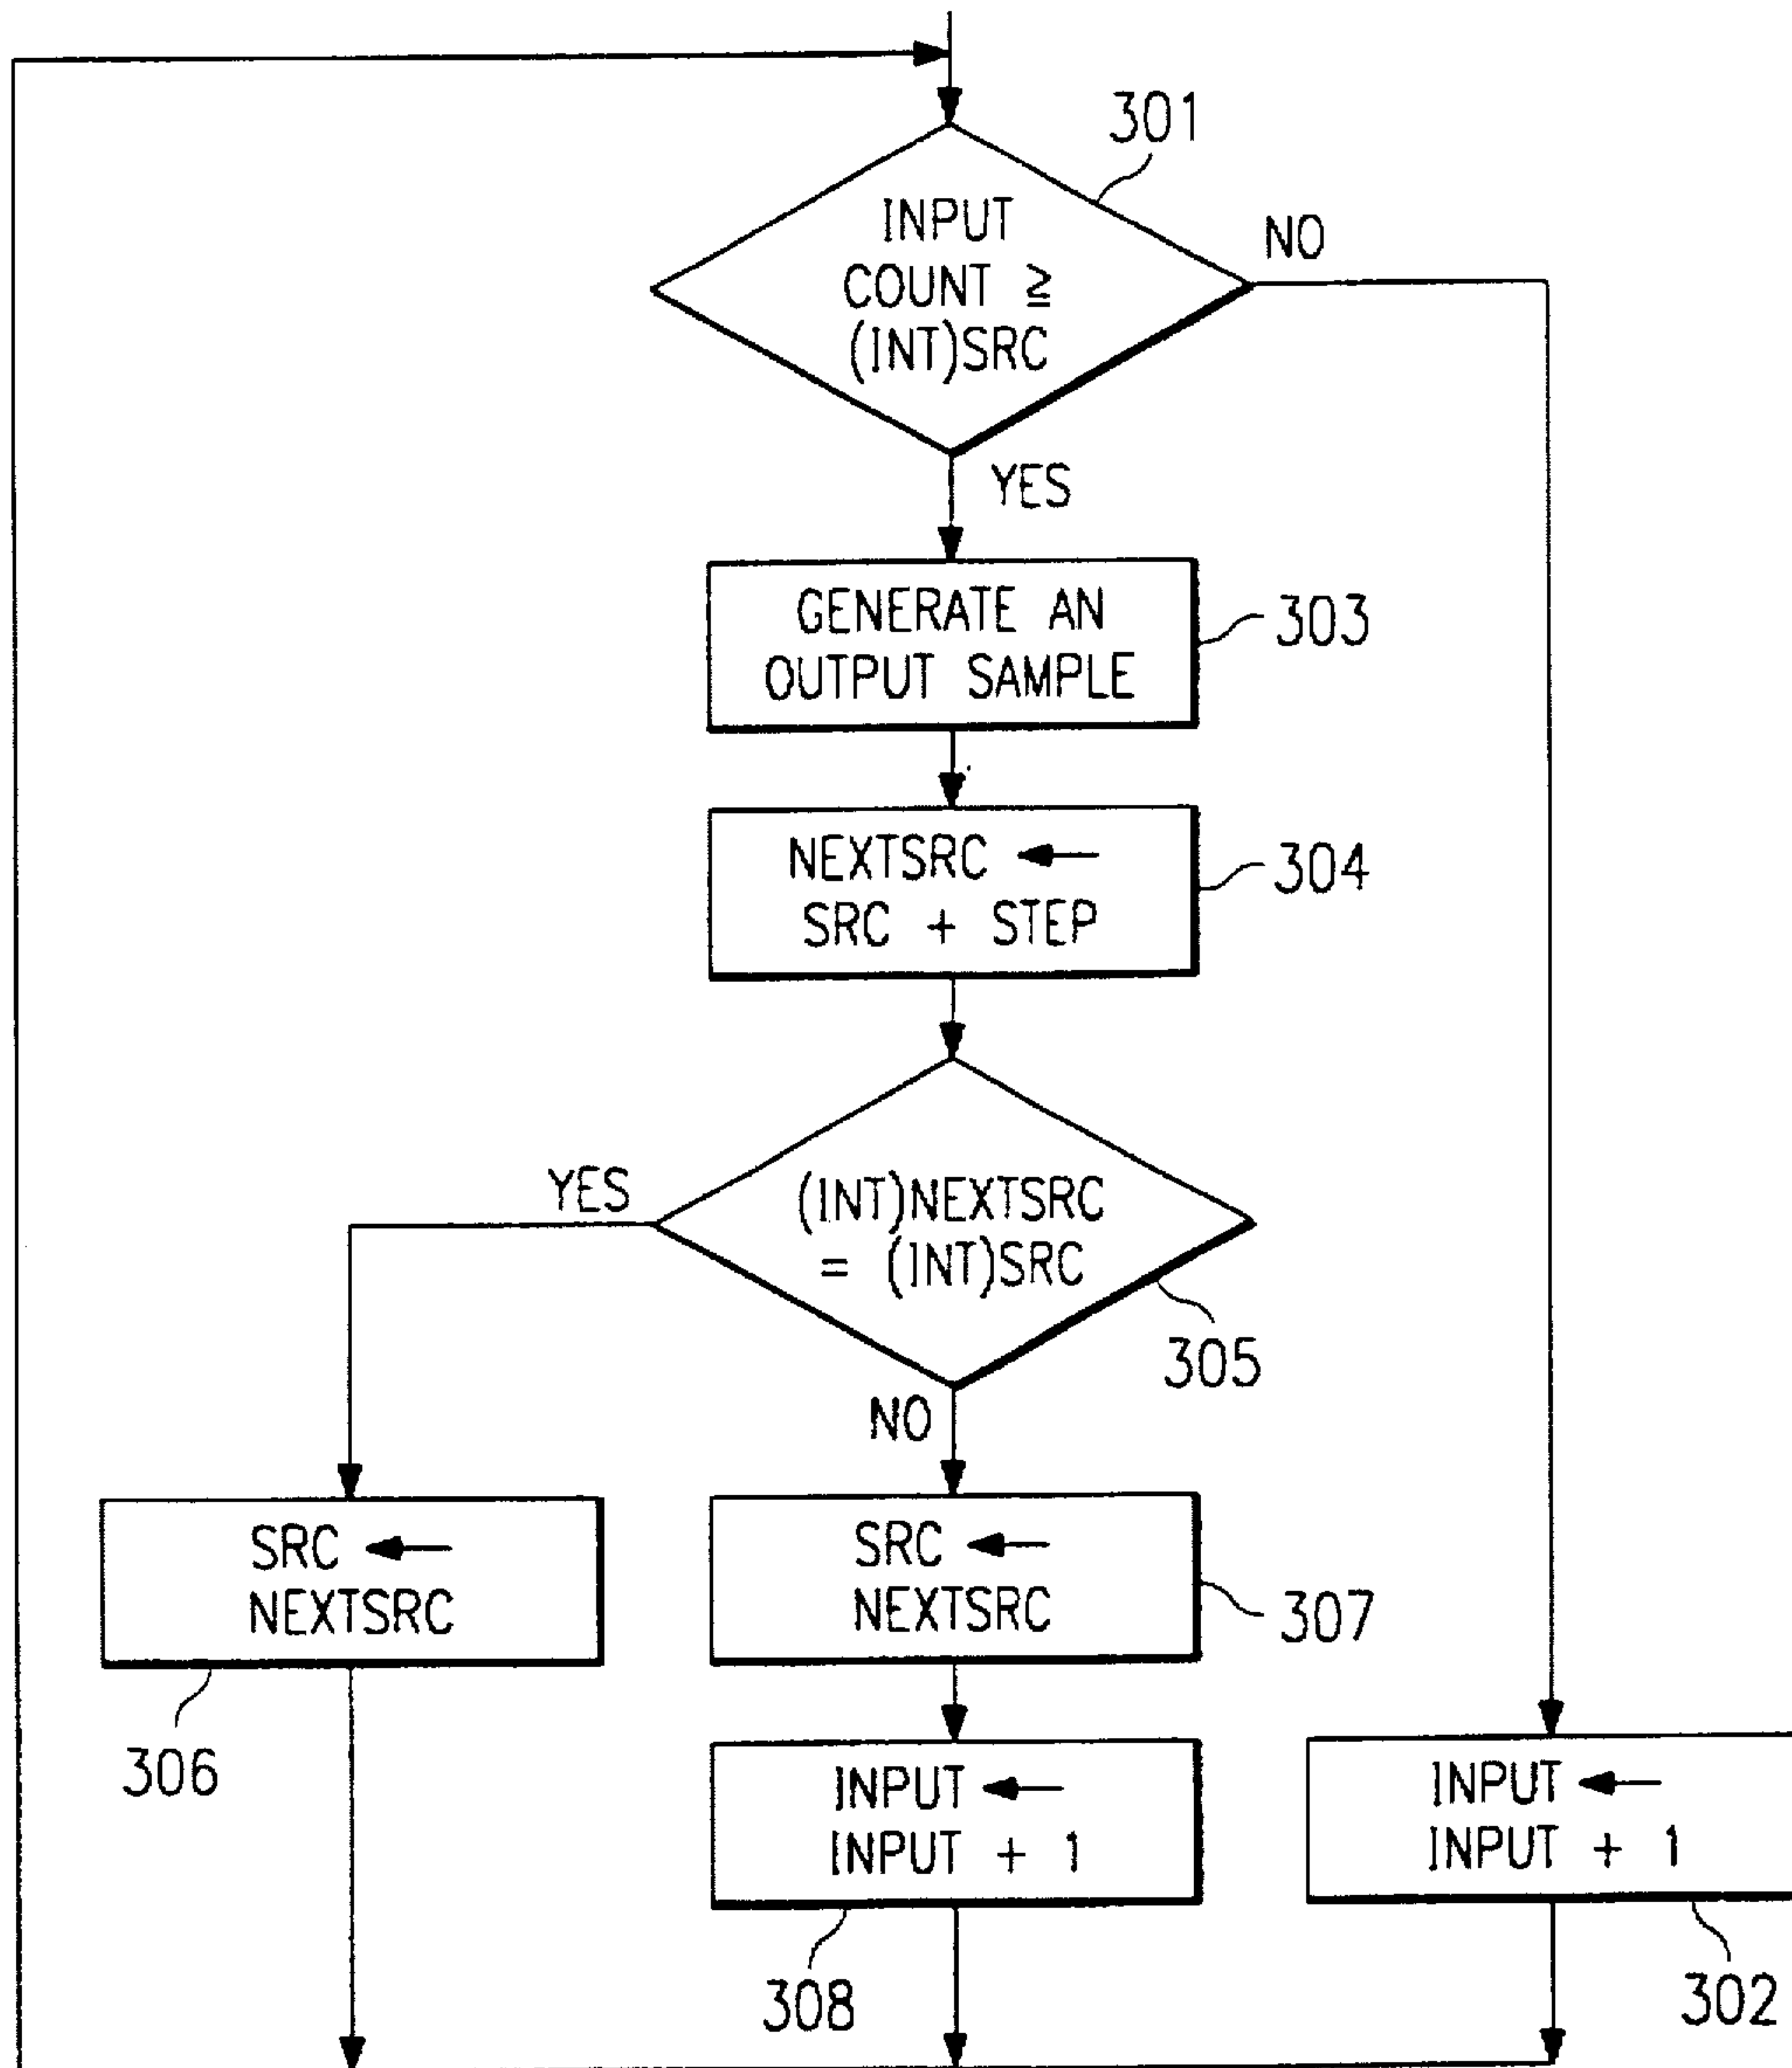 301
INPUT
COUNT ≧
(INT)SRC
NO
YES
GENERATE AN
OUTPUT SAMPLE
303
NEXTSRC ←
SRC + STEP
304
(INT)NEXTSRC
= (INT)SRC
YES
305
NO
SRC ←
NEXTSRC
306
SRC ←
NEXTSRC
307
INPUT ←
INPUT + 1
308
INPUT ←
INPUT + 1
302